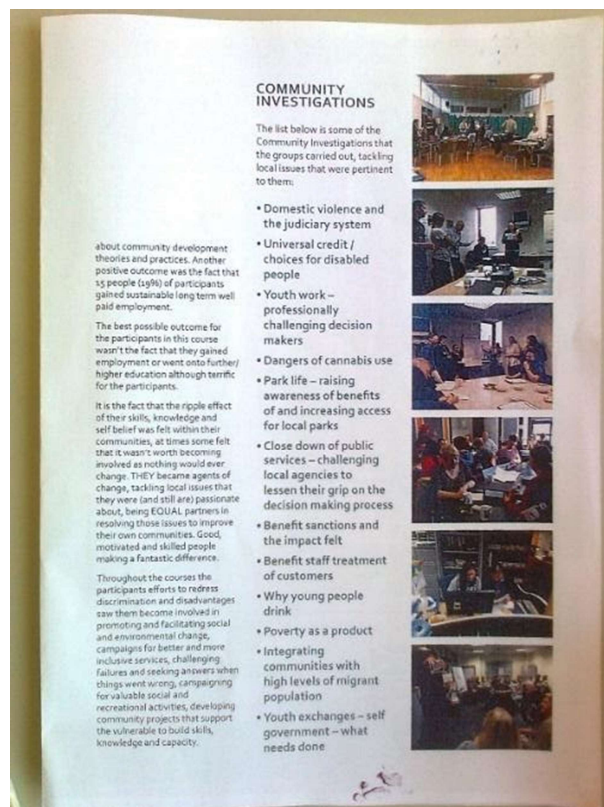 about community development
theories and practices. Another
positive outcome was the fact that
15 people (19%) of participants
gained sustainable long term well
paid employment.
The best possible outcome for
the participants in this course
wasn't the fact that they gained
employment or went onto further/
higher education although terrific
for the participants.
It is the fact that the ripple effect
of their skills, knowledge and
self belief was felt within their
communities, at times some felt
that it wasn't worth becoming
involved as nothing would ever
change. THEY became agents of
change, tackling local issues that
they were (and still are) passionate
about, being EQUAL partners in
resolving those issues to improve
their own communities. Good,
motivated and skilled people
making a fantastic difference.
Throughout the courses the
participants efforts to redress
discrimination and disadvantages
saw them become involved in
promoting and facilitating social
and environmental change,
campaigns for better and more
inclusive services, challenging
failures and seeking answers when
things went wrong, campaigning
for valuable social and
recreational activities, developing
community projects that support
the vulnerable to build skills,
knowledge and capacity.
COMMUNITY
INVESTIGATIONS
The list below is some of the
Community Investigations that
the groups carried out, tackling
local issues that were pertinent
to them:
• Domestic violence and
the judiciary system
• Universal credit /
choices for disabled
people
• Youth work –
professionally
challenging decision
makers
• Dangers of cannabis use
• Park life – raising
awareness of benefits
of and increasing access
for local parks
• Close down of public
services – challenging
local agencies to
lessen their grip on the
decision making process
• Benefit sanctions and
the impact felt
• Benefit staff treatment
of customers
• Why young people
drink
• Poverty as a product
• Integrating
communities with
high levels of migrant
population
• Youth exchanges – self
government – what
needs done